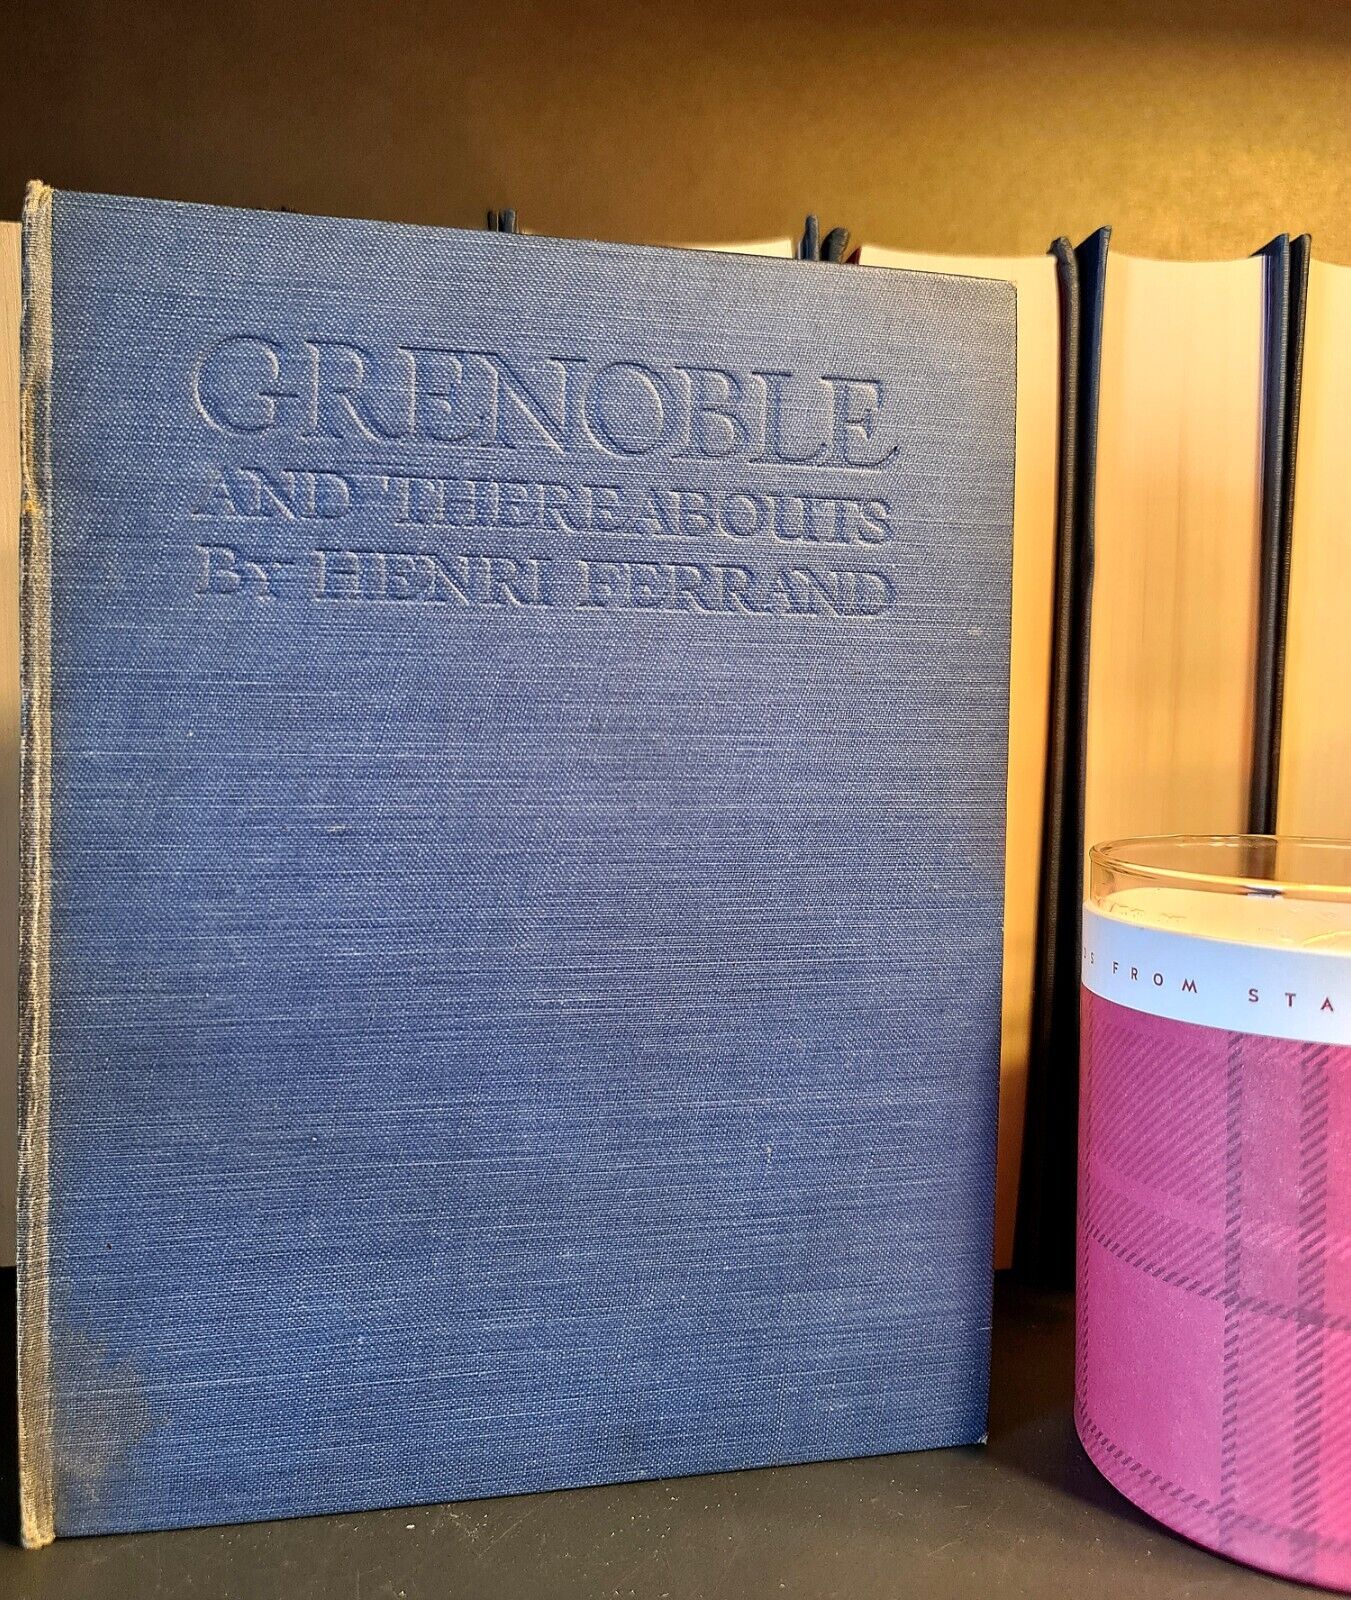 GRENOBLE
AND THEREABOUTS
BY HENRI FERRAND
FROM STA